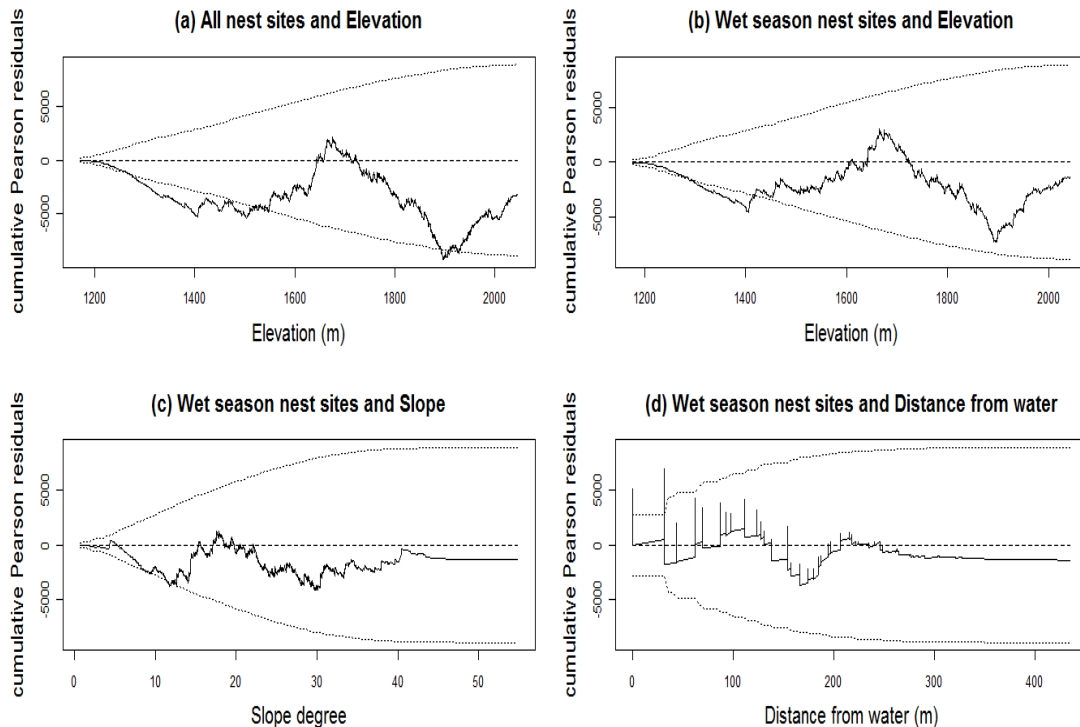 (a) All nest sites and Elevation
cumulative Pearson residuals
5000
0
-5000
1200 1400 1600 1800 2000
Elevation (m)
(b) Wet season nest sites and Elevation
cumulative Pearson residuals
5000
0
-5000
1200 1400 1600 1800 2000
Elevation (m)
(c) Wet season nest sites and Slope
cumulative Pearson residuals
5000
0
-5000
0 10 20 30 40 50
Slope degree
(d) Wet season nest sites and Distance from water
cumulative Pearson residuals
5000
0
-5000
0 100 200 300 400
Distance from water (m)